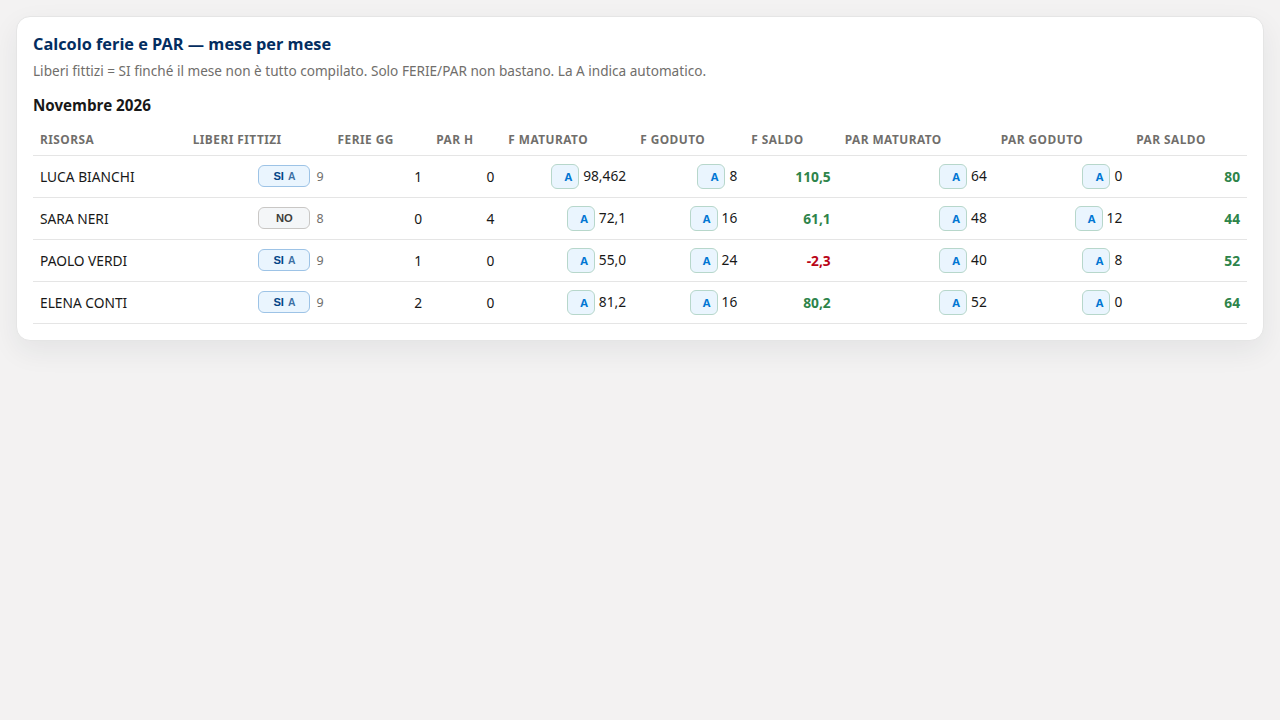 Calcolo ferie e PAR — mese per mese
Liberi fittizi = SI finché il mese non è tutto compilato. Solo FERIE/PAR non bastano. La A indica automatico.
Novembre 2026
RISORSA LIBERI FITTIZI FERIE GG PAR H F MATURATO F GODUTO F SALDO PAR MATURATO PAR GODUTO PAR SALDO
LUCA BIANCHI SI A 9 1 0 A 98,462 A 8 110,5 A 64 A 0 80
SARA NERI NO 8 0 4 A 72,1 A 16 61,1 A 48 A 12 44
PAOLO VERDI SI A 9 1 0 A 55,0 A 24 -2,3 A 40 A 8 52
ELENA CONTI SI A 9 2 0 A 81,2 A 16 80,2 A 52 A 0 64